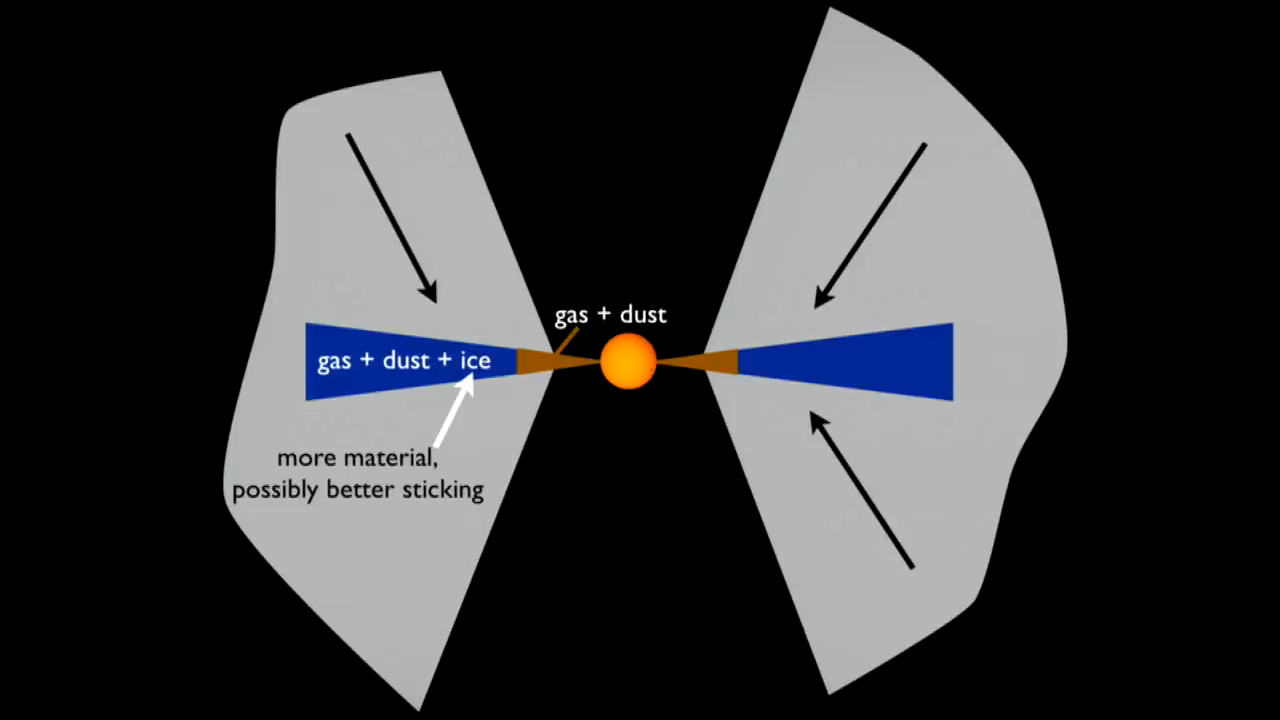 gas + dust
gas + dust + ice
more material,
possibly better sticking